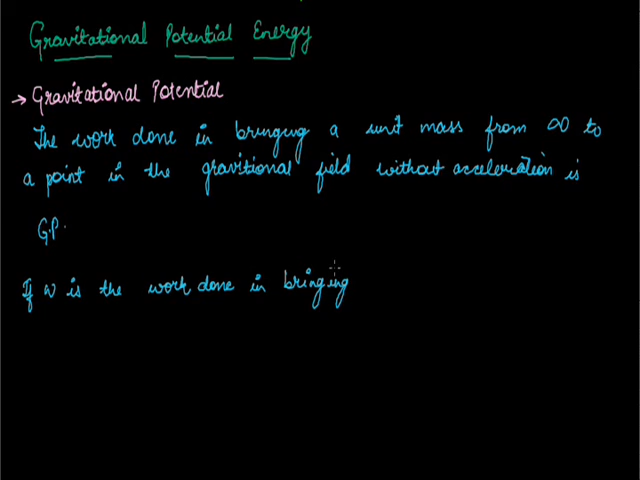 Gravitational Potential Energy
→ Gravitational Potential
The work done in bringing a unit mass from ∞ to
a point in the gravitional field without acceleration is
G.P.
If W is the work done in bringing